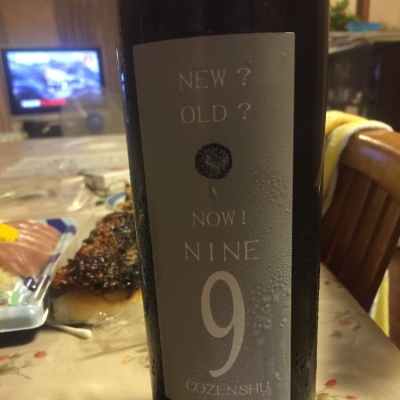 NEW ?
OLD ?
NOW !
NINE
9
GOZENSHU